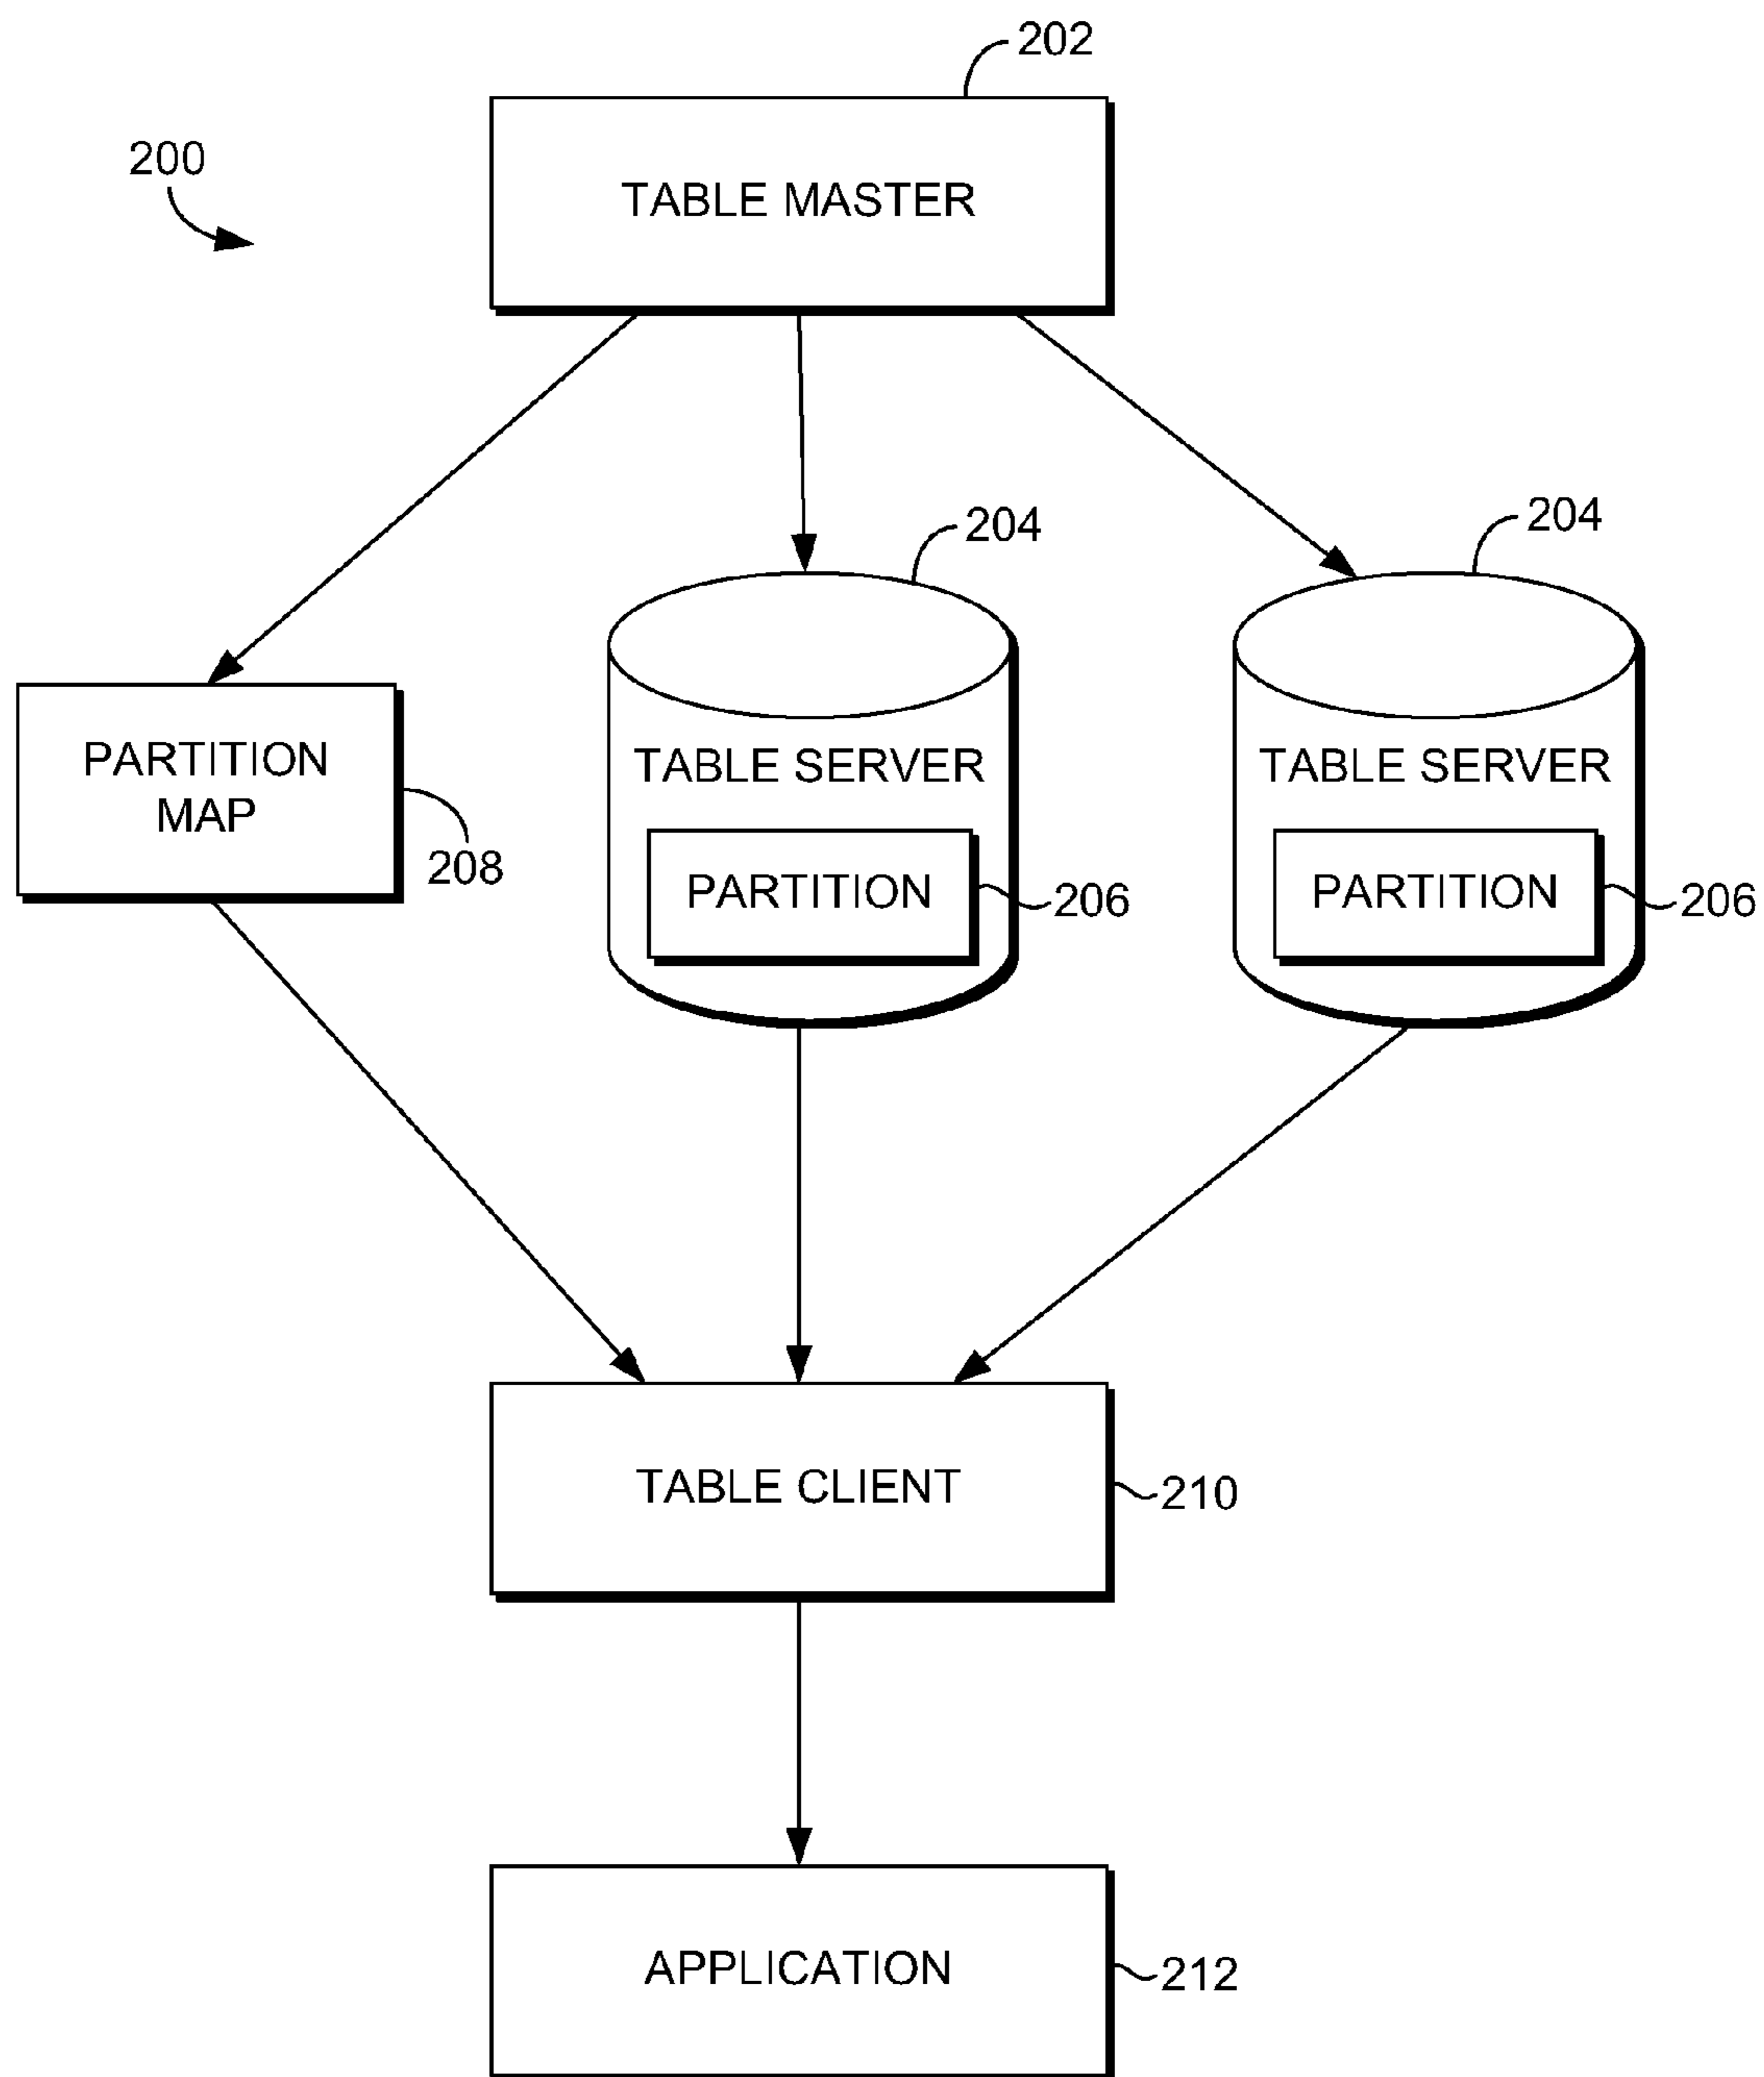 202
200
TABLE MASTER
204
204
PARTITION
MAP
208
TABLE SERVER
PARTITION
206
TABLE SERVER
PARTITION
206
TABLE CLIENT
210
APPLICATION
212